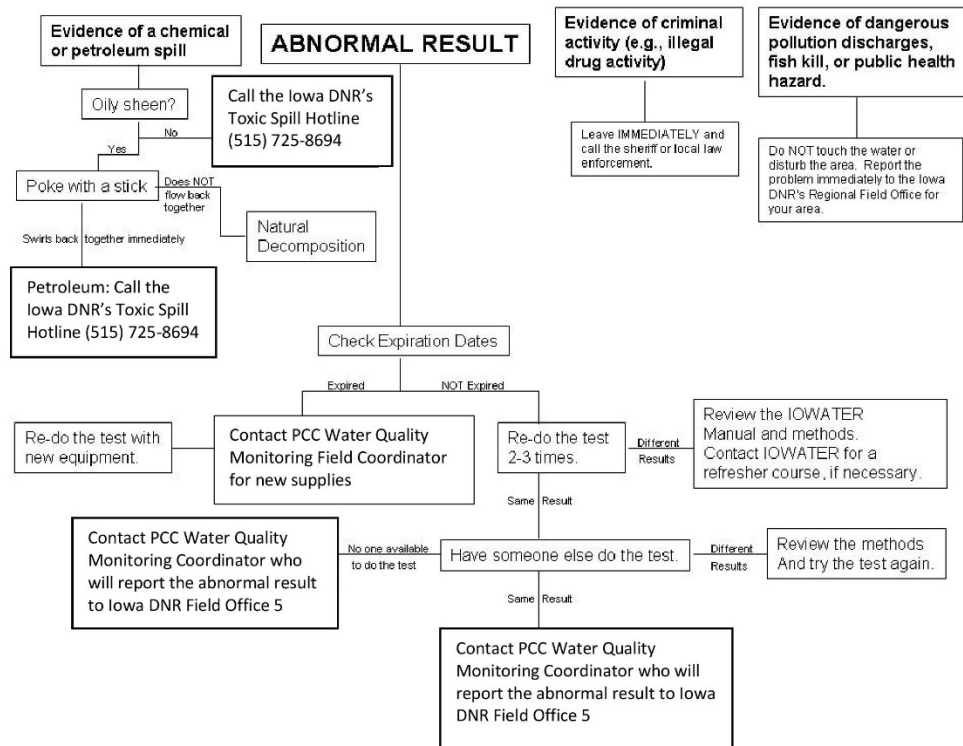 Evidence of a chemical
or petroleum spill
ABNORMAL RESULT
Evidence of criminal
activity (e.g., illegal
drug activity)
Evidence of dangerous
pollution discharges,
fish kill, or public health
hazard.
Oily sheen?
Call the Iowa DNR's
Toxic Spill Hotline
(515) 725-8694
No
Yes
Leave IMMEDIATELY and
call the sheriff or local law
enforcement.
Do NOT touch the water or
disturb the area. Report the
problem immediately to the Iowa
DNR's Regional Field Office for
your area.
Poke with a stick
Does NOT
flow back
together
Natural
Decomposition
Swirls back together immediately
Petroleum: Call the
Iowa DNR's Toxic Spill
Hotline (515) 725-8694
Check Expiration Dates
Expired
NOT Expired
Re-do the test with
new equipment.
Contact PCC Water Quality
Monitoring Field Coordinator
for new supplies
Re-do the test
2-3 times.
Different
Results
Review the IOWATER
Manual and methods.
Contact IOWATER for a
refresher course, if necessary.
Same Result
Contact PCC Water Quality
Monitoring Coordinator who
will report the abnormal result
to Iowa DNR Field Office 5
No one available
to do the test
Have someone else do the test.
Different
Results
Review the methods
And try the test again.
Same Result
Contact PCC Water Quality
Monitoring Coordinator who will
report the abnormal result to Iowa
DNR Field Office 5